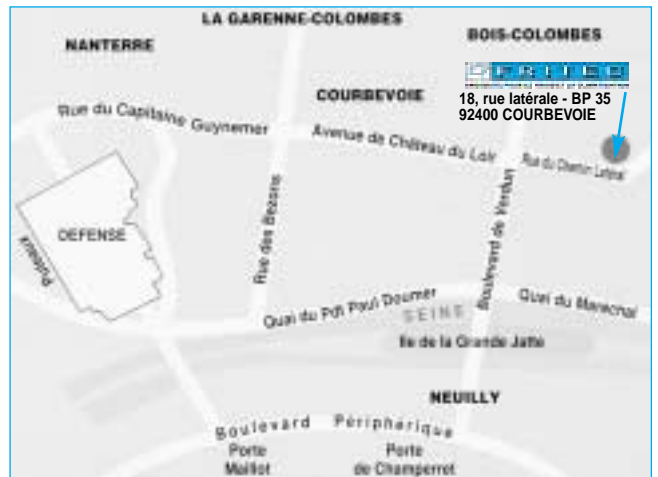 LA GARENNE-COLOMBES
NANTERRE
BOIS-COLOMBES
COURBEVOIE
18, rue latérale - BP 35
92400 COURBEVOIE
Rue du Capitaine Guynemer
Avenue de Château du Loir
Rue du Chemin Latéral
DEFENSE
Puteaux
Rue des Bezons
Boulevard de Verdun
Quai du Pdt Paul Doumer
Quai du Marechal
SEINE
Ile de la Grande Jatte
NEUILLY
Boulevard Péripharique
Porte
Maillot
Porte
de Champerret